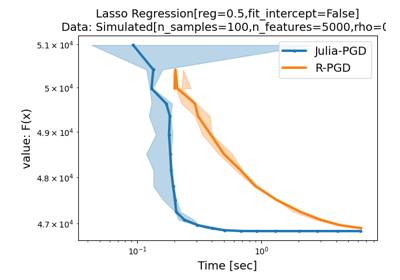 Lasso Regression[reg=0.5,fit_intercept=False]
Data: Simulated[n_samples=100,n_features=5000,rho=0
Julia-PGD
R-PGD
value: F(x)
5.1 × 10⁴
5 × 10⁴
4.9 × 10⁴
4.8 × 10⁴
4.7 × 10⁴
10⁻¹
10⁰
Time [sec]